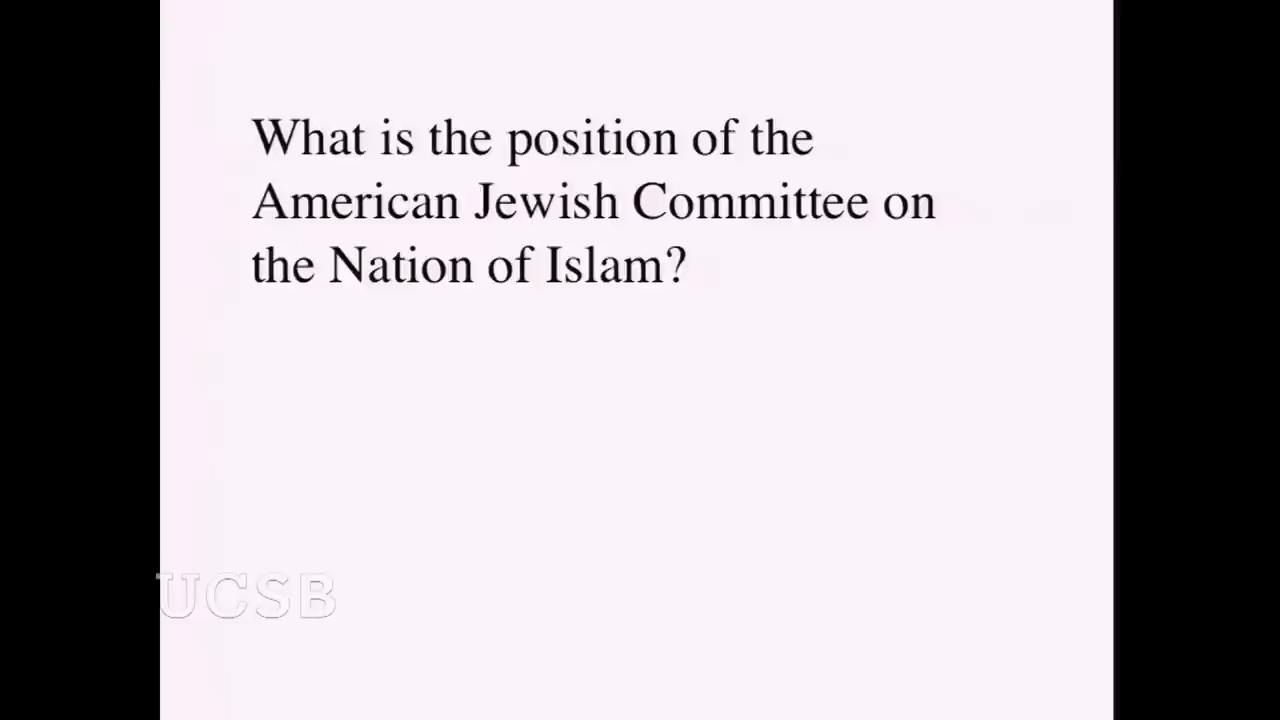 What is the position of the
American Jewish Committee on
the Nation of Islam?
UCSB